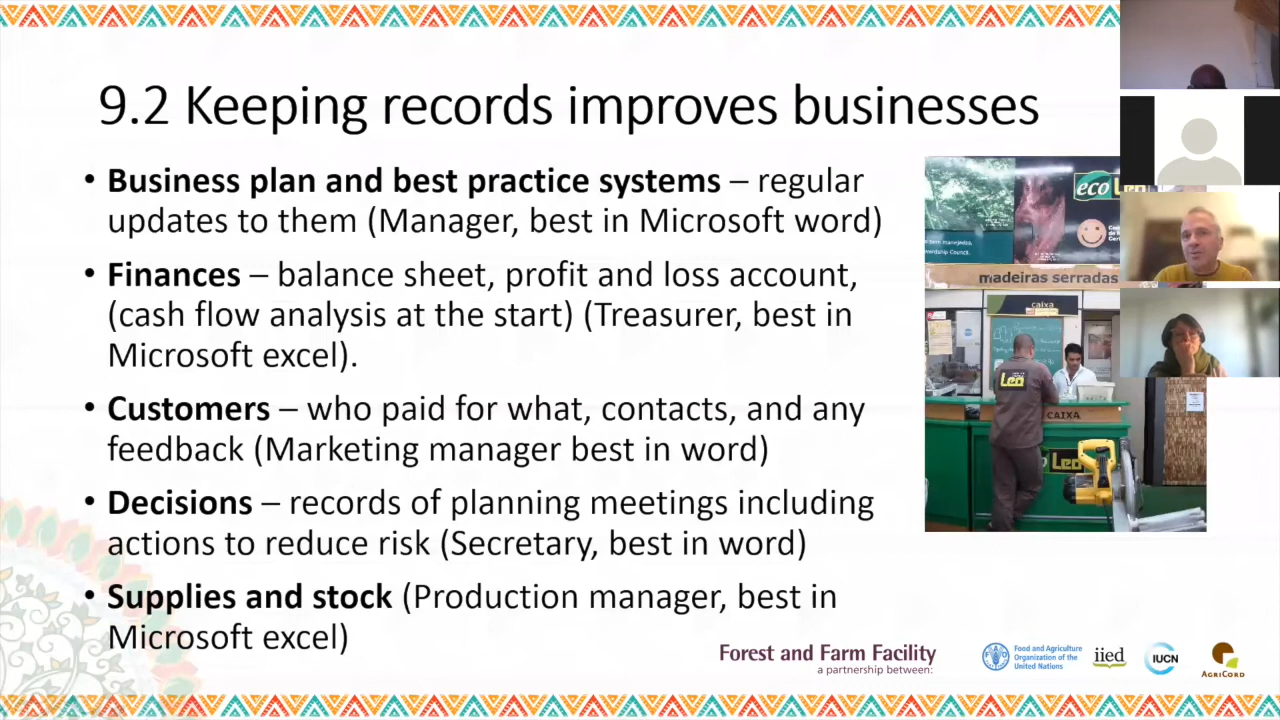 9.2 Keeping records improves businesses
• Business plan and best practice systems – regular
updates to them (Manager, best in Microsoft word)
• Finances – balance sheet, profit and loss account,
(cash flow analysis at the start) (Treasurer, best in
Microsoft excel).
• Customers – who paid for what, contacts, and any
feedback (Marketing manager best in word)
• Decisions – records of planning meetings including
actions to reduce risk (Secretary, best in word)
• Supplies and stock (Production manager, best in
Microsoft excel)
eco Leo
madeiras serradas
caixa
Leo
CAIXA
Leo
Forest and Farm Facility
a partnership between:
Food and Agriculture
Organization of the
United Nations
iied
IUCN
AGRICORD